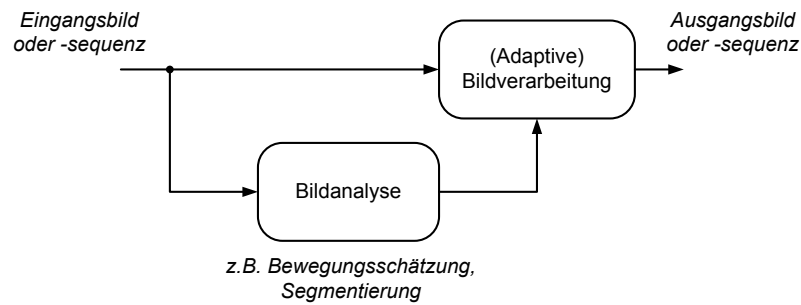 Eingangsbild
oder -sequenz
(Adaptive)
Bildverarbeitung
Ausgangsbild
oder -sequenz
Bildanalyse
z.B. Bewegungsschätzung,
Segmentierung